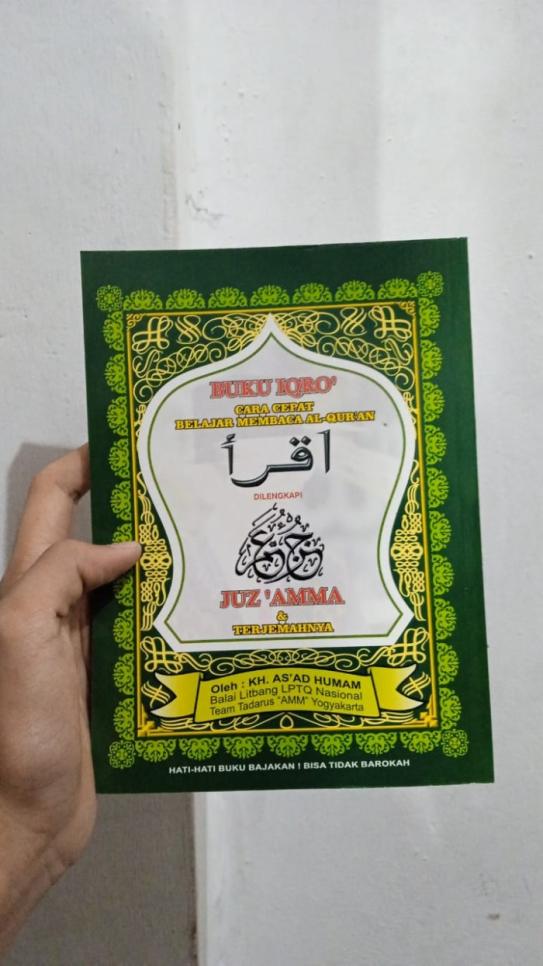 BUKU IQRO'
CARA CEPAT
BELAJAR MEMBACA AL-QUR'AN
اقرأ
DILENGKAPI
جزء عم
JUZ 'AMMA
&
TERJEMAHNYA
Oleh : KH. AS'AD HUMAM
Balai Litbang LPTQ Nasional
Team Tadarus "AMM" Yogyakarta
HATI-HATI BUKU BAJAKAN ! BISA TIDAK BAROKAH